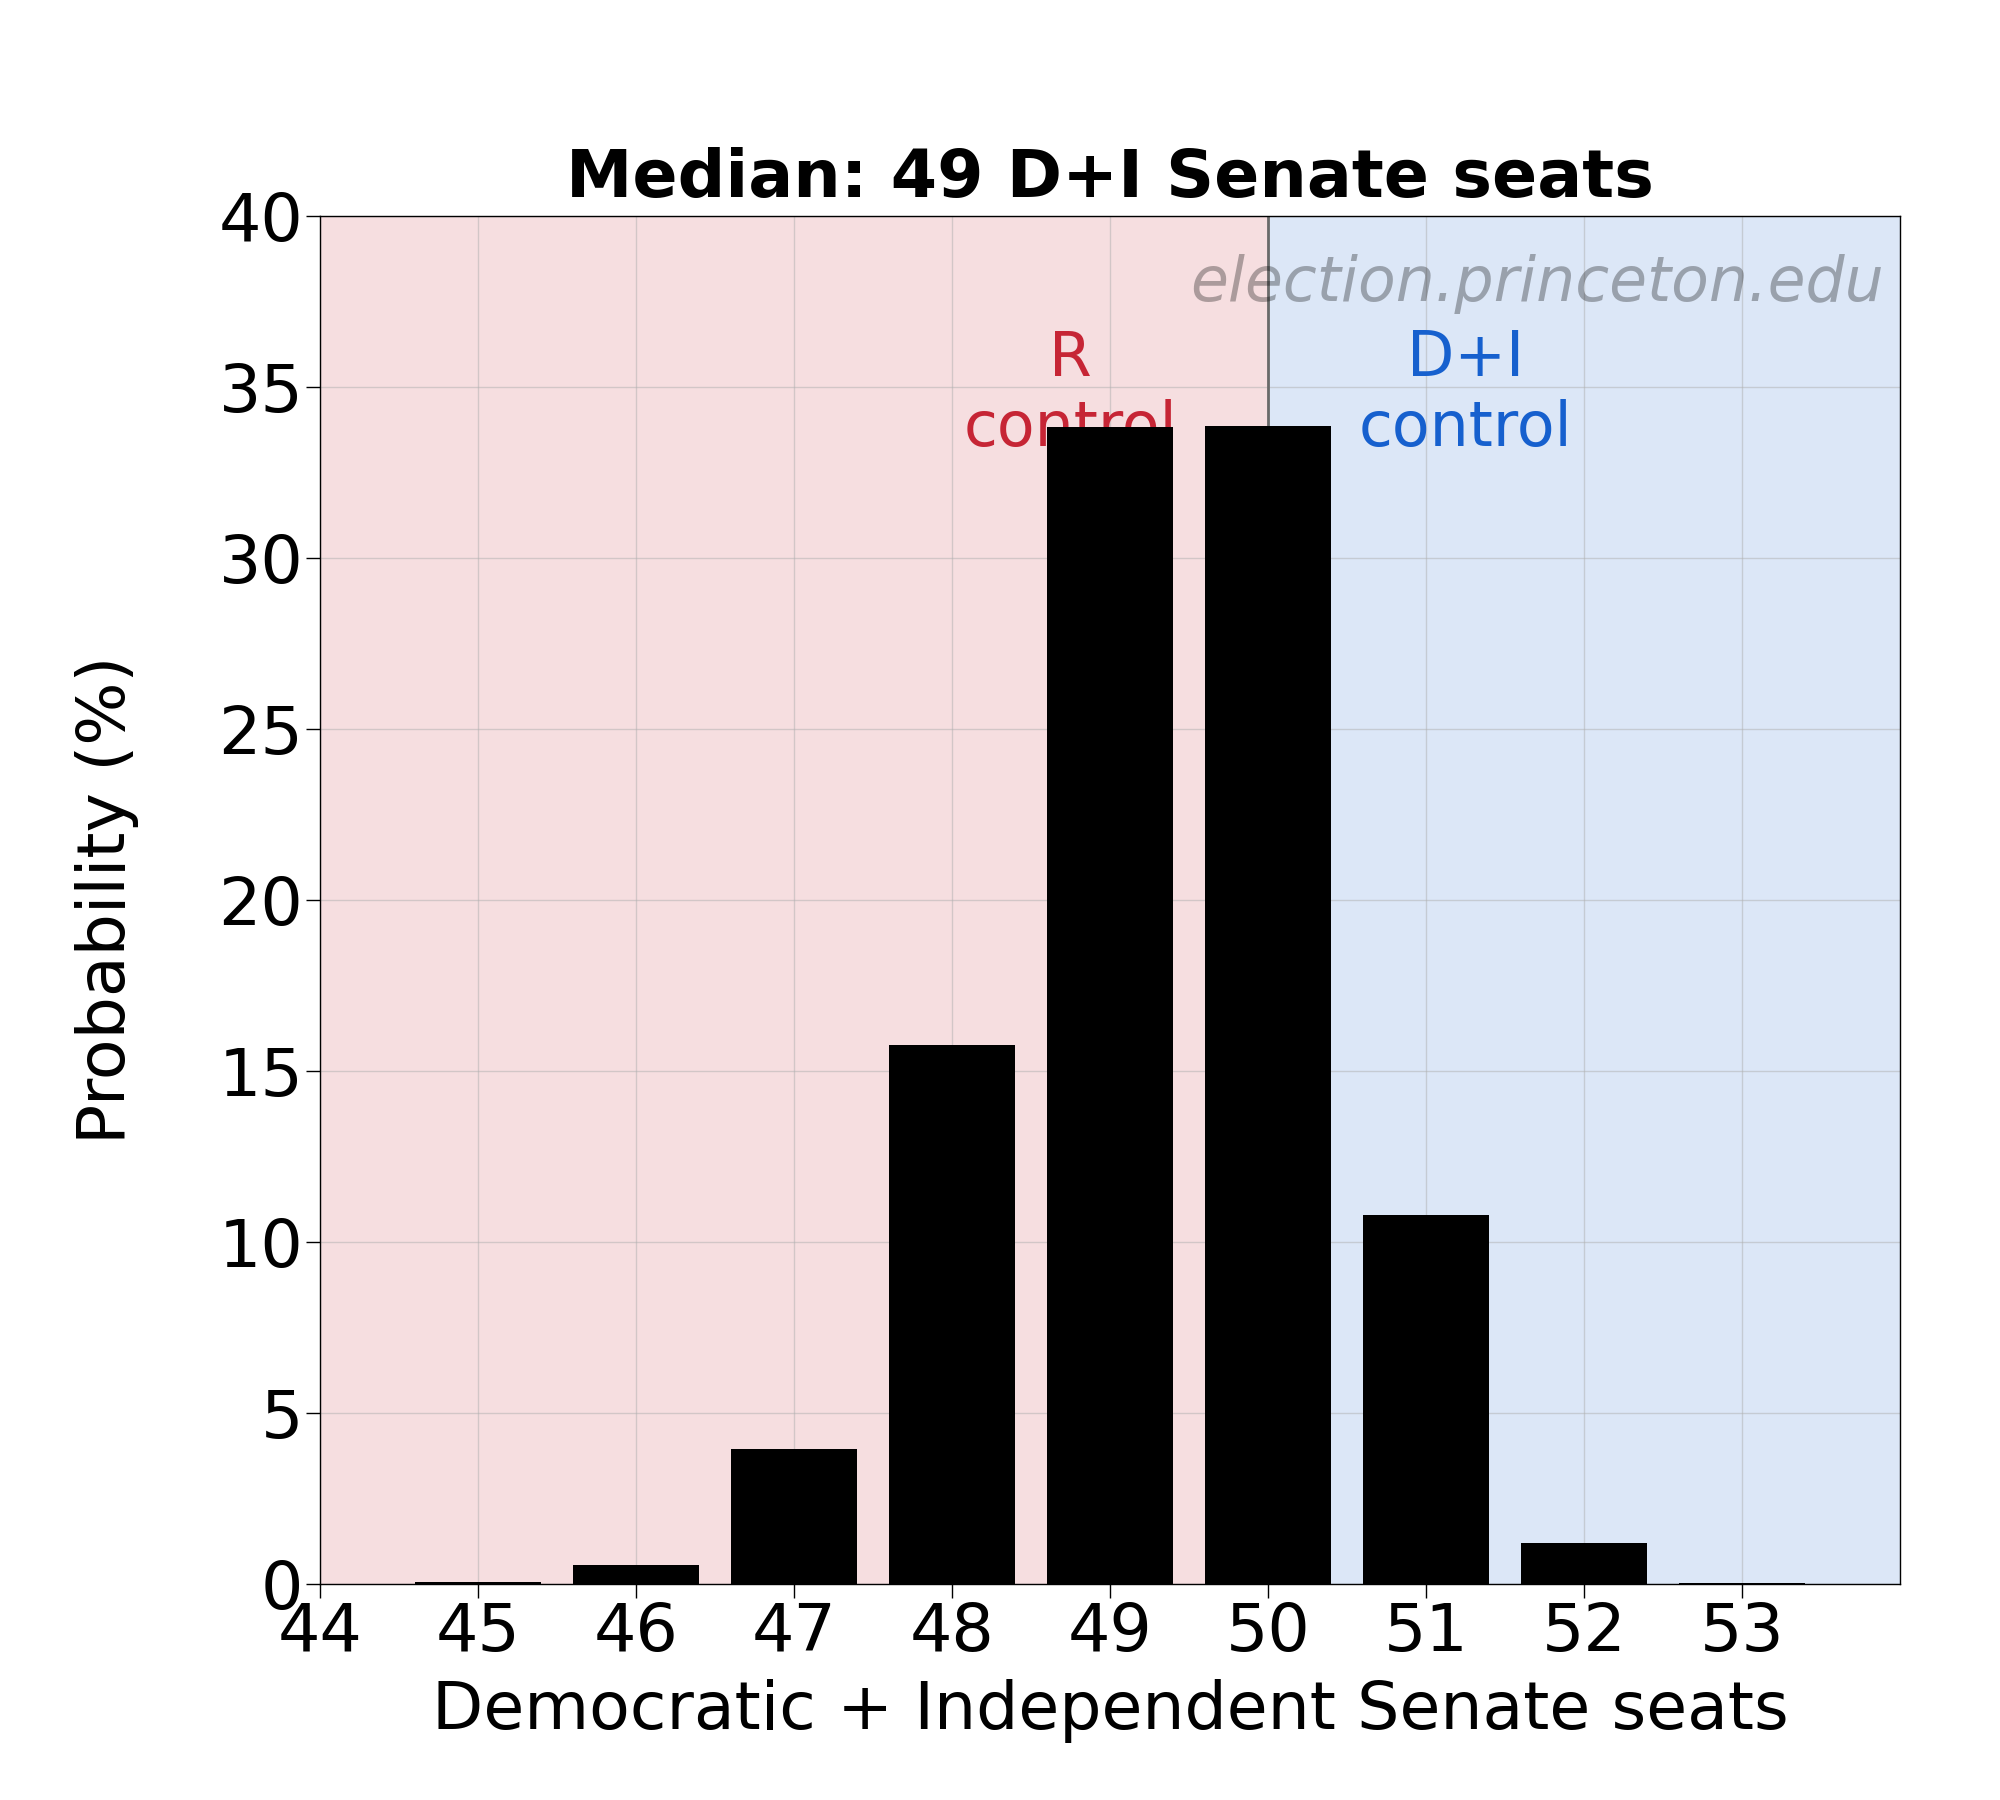 Median: 49 D+I Senate seats
election.princeton.edu
R
control
D+I
control
40
35
30
25
20
15
10
5
0
Probability (%)
44 45 46 47 48 49 50 51 52 53
Democratic + Independent Senate seats